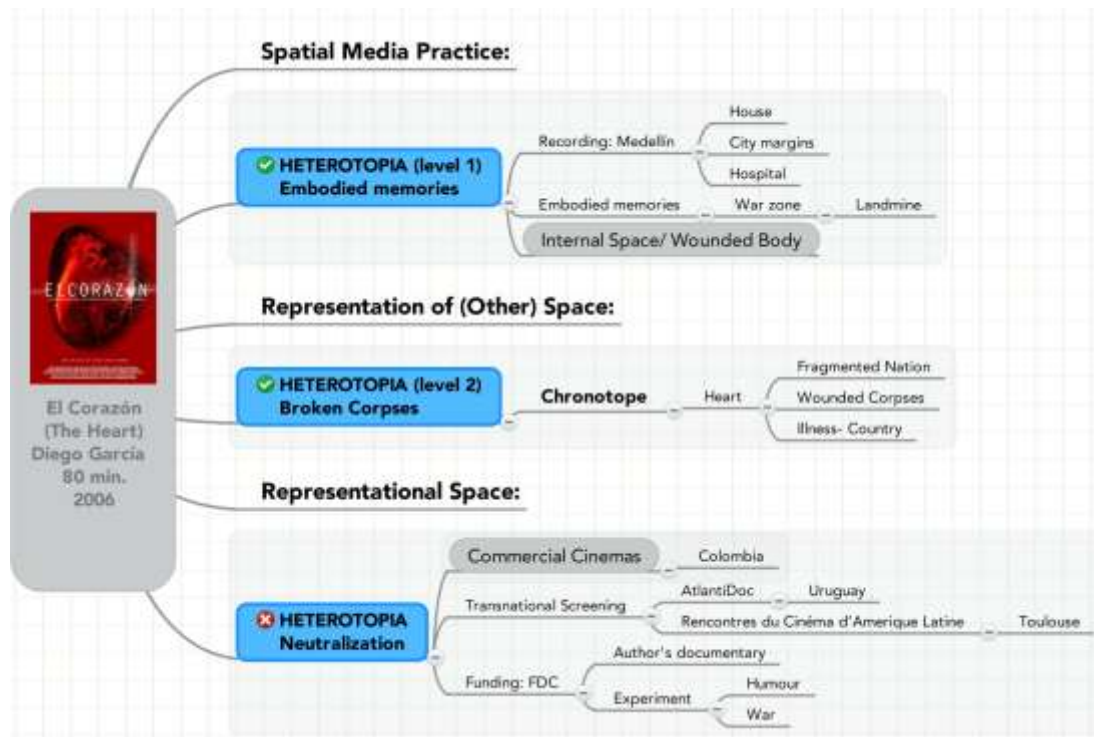 Spatial Media Practice:
HETEROTOPIA (level 1)
Embodied memories
Recording: Medellin
House
City margins
Hospital
Embodied memories
War zone
Landmine
Internal Space/ Wounded Body
EL CORAZÓN
El Corazón
(The Heart)
Diego García
80 min.
2006
Representation of (Other) Space:
HETEROTOPIA (level 2)
Broken Corpses
Chronotope
Heart
Fragmented Nation
Wounded Corpses
Illness- Country
Representational Space:
HETEROTOPIA
Neutralization
Commercial Cinemas
Colombia
Transnational Screening
AtlantiDoc
Uruguay
Rencontres du Cinéma d'Amerique Latine
Toulouse
Funding: FDC
Author's documentary
Experiment
Humour
War